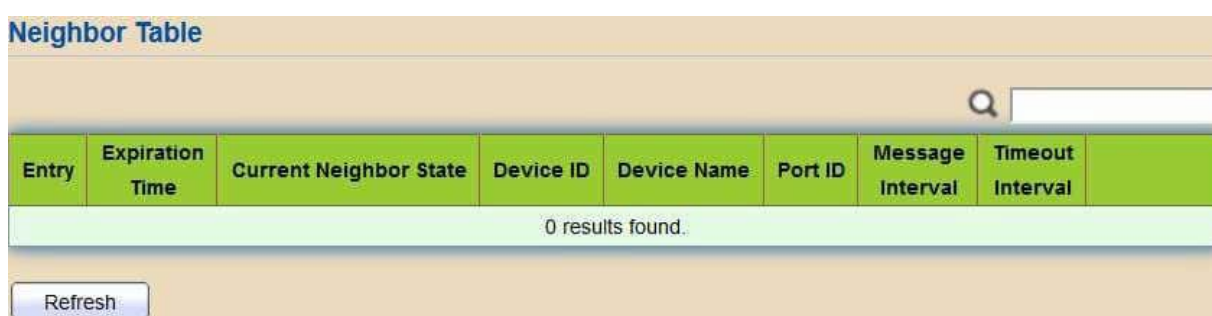 Neighbor Table
Entry Expiration Time Current Neighbor State Device ID Device Name Port ID Message Interval Timeout Interval
0 results found.
Refresh